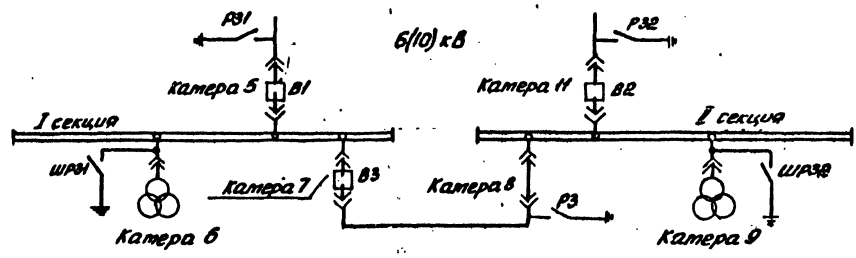 РЗ1
6(10) кВ
РЗ2
Камера 5
В1
Камера 11
В2
I секция
II секция
ШРЗ1
Камера 7
В3
Камера 8
РЗ
ШРЗ2
Камера 6
Камера 9